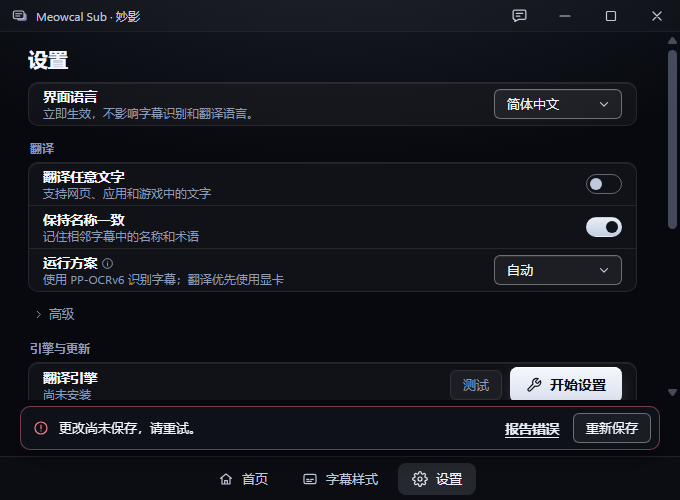 Meowcal Sub · 妙影
设置
界面语言
立即生效，不影响字幕识别和翻译语言。
简体中文
翻译
翻译任意文字
支持网页、应用和游戏中的文字
保持名称一致
记住相邻字幕中的名称和术语
运行方案
使用 PP-OCRv6 识别字幕；翻译优先使用显卡
自动
高级
引擎与更新
翻译引擎
尚未安装
测试
开始设置
更改尚未保存，请重试。
报告错误
重新保存
首页
字幕样式
设置